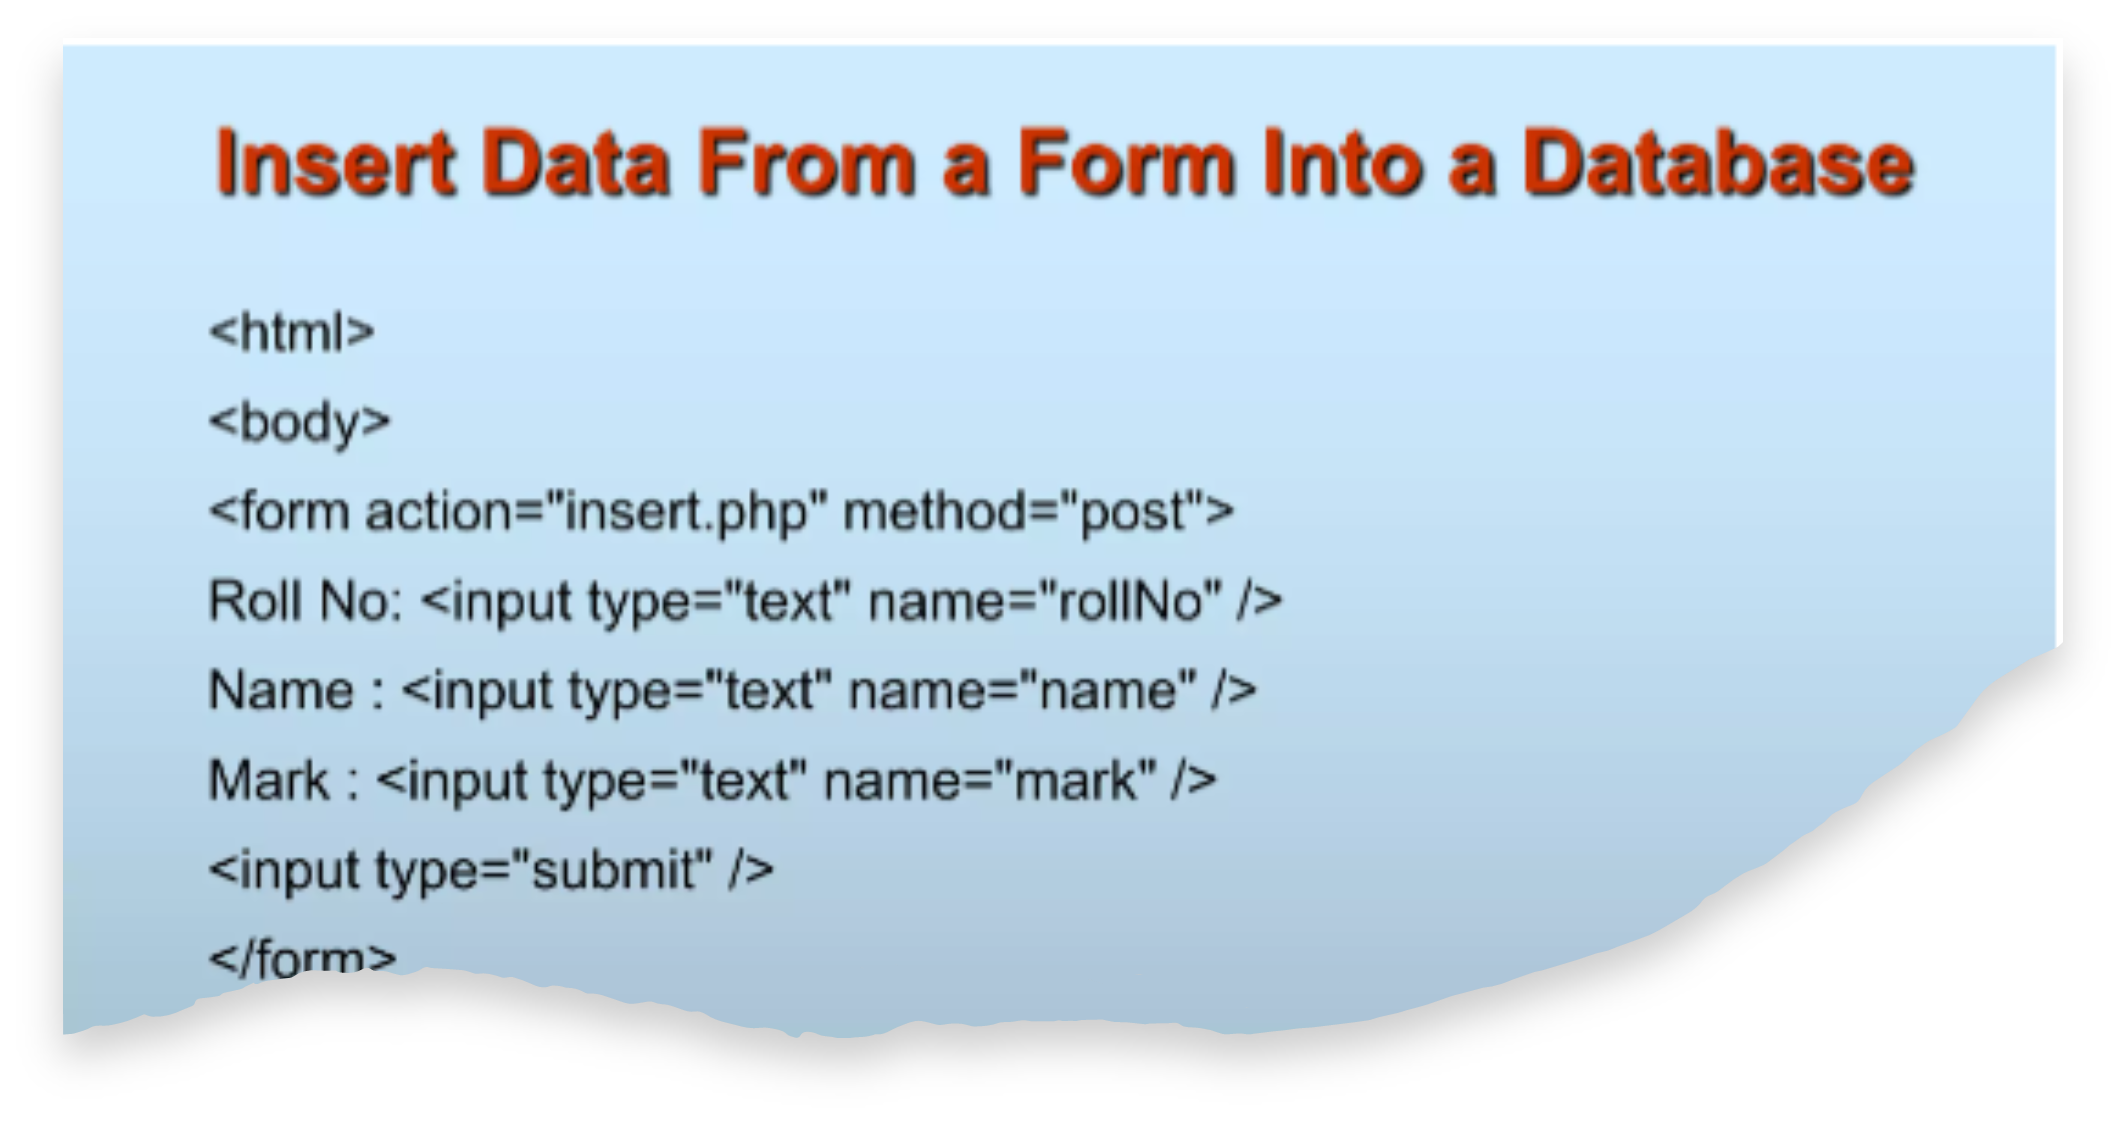 Insert Data From a Form Into a Database
<html>
<body>
<form action="insert.php" method="post">
Roll No: <input type="text" name="rollNo" />
Name : <input type="text" name="name" />
Mark : <input type="text" name="mark" />
<input type="submit" />
</form>